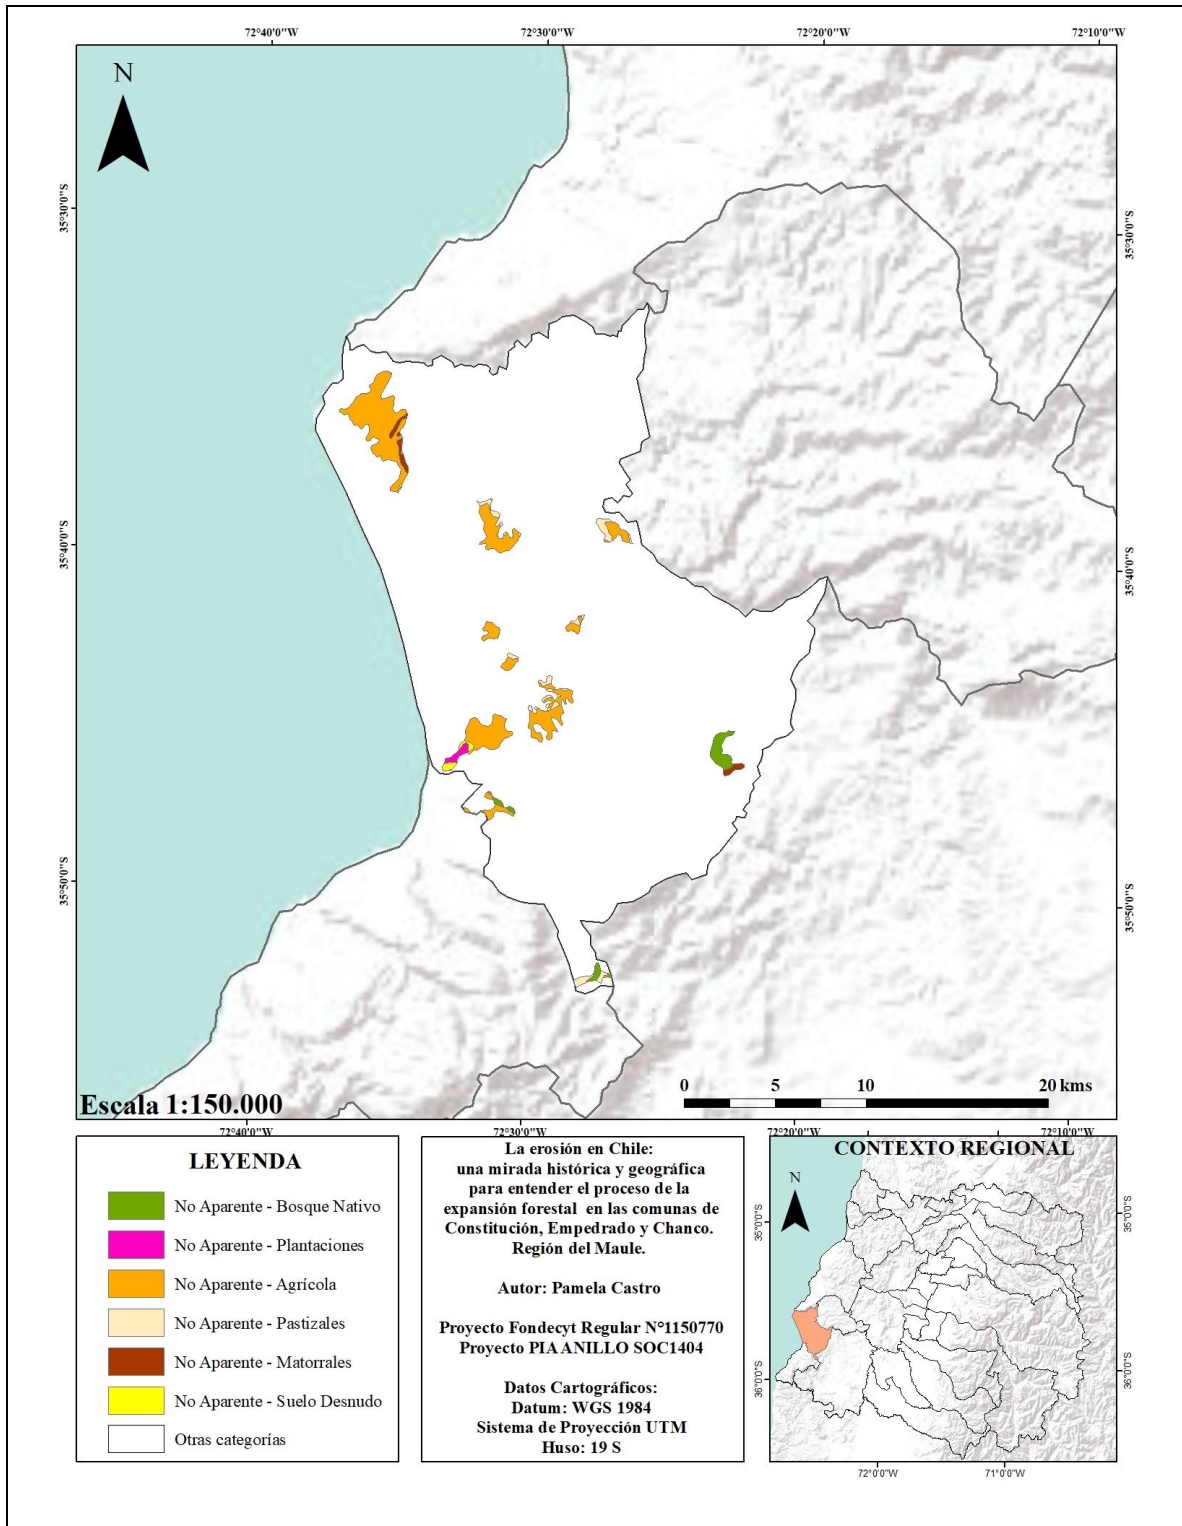 72°40'0"W
72°30'0"W
72°20'0"W
72°10'0"W
N
35°30'0"S
35°30'0"S
35°40'0"S
35°40'0"S
35°50'0"S
35°50'0"S
0 5 10 20 kms
Escala 1:150.000
72°40'0"W
72°30'0"W
72°20'0"W
72°10'0"W
LEYENDA
No Aparente - Bosque Nativo
No Aparente - Plantaciones
No Aparente - Agrícola
No Aparente - Pastizales
No Aparente - Matorrales
No Aparente - Suelo Desnudo
Otras categorías
La erosión en Chile:
una mirada histórica y geográfica
para entender el proceso de la
expansión forestal en las comunas de
Constitución, Empedrado y Chanco.
Región del Maule.
Autor: Pamela Castro
Proyecto Fondecyt Regular N°1150770
Proyecto PIA ANILLO SOC1404
Datos Cartográficos:
Datum: WGS 1984
Sistema de Proyección UTM
Huso: 19 S
CONTEXTO REGIONAL
N
35°0'0"S
35°0'0"S
36°0'0"S
36°0'0"S
72°0'0"W
71°0'0"W